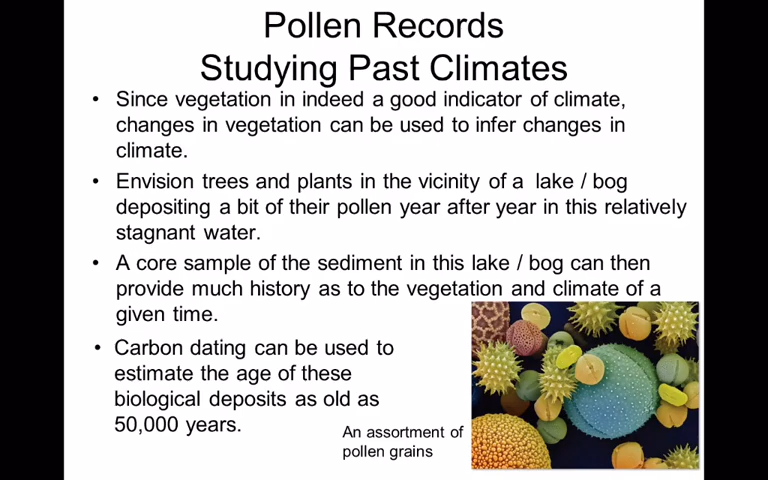 Pollen Records
Studying Past Climates
• Since vegetation in indeed a good indicator of climate,
changes in vegetation can be used to infer changes in
climate.
• Envision trees and plants in the vicinity of a lake / bog
depositing a bit of their pollen year after year in this relatively
stagnant water.
• A core sample of the sediment in this lake / bog can then
provide much history as to the vegetation and climate of a
given time.
• Carbon dating can be used to
estimate the age of these
biological deposits as old as
50,000 years.
An assortment of
pollen grains